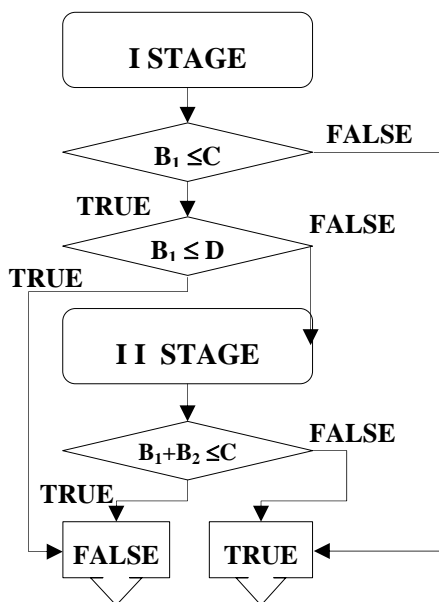 I STAGE
FALSE
B₁ ≤C
TRUE
FALSE
B₁ ≤ D
TRUE
I I STAGE
FALSE
B₁+B₂ ≤C
TRUE
FALSE
TRUE